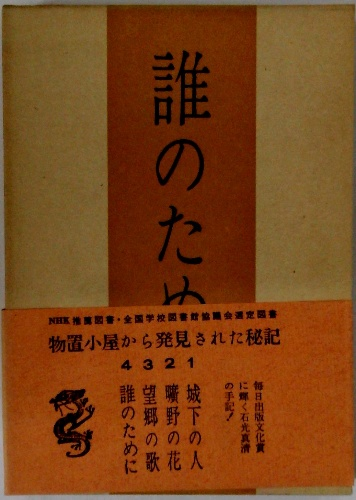 誰のため
NHK推薦図書・全国学校図書館協議会選定図書
物置小屋から発見された秘記
毎日出版文化賞
に輝く石光真清
の手記!
1 城下の人
2 曠野の花
3 望郷の歌
4 誰のために